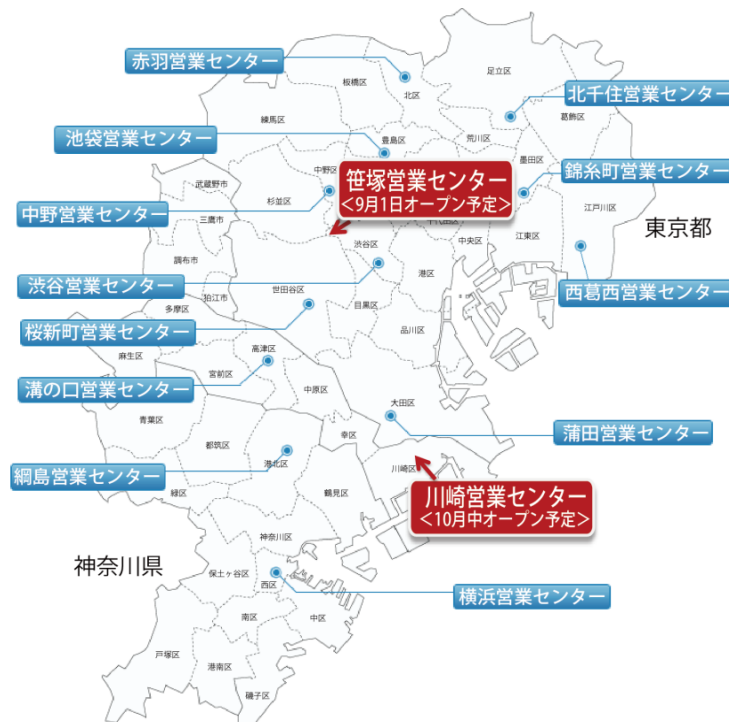 赤羽営業センター
足立区
板橋区
北区
北千住営業センター
葛飾区
練馬区
池袋営業センター
豊島区
荒川区
墨田区
中野区
笹塚営業センター
<9月1日オープン予定>
錦糸町営業センター
武蔵野市
杉並区
中野営業センター
三鷹市
江戸川区
東京都
中央区
江東区
渋谷区
調布市
港区
渋谷営業センター
世田谷区
西葛西営業センター
狛江市
多摩区
目黒区
桜新町営業センター
品川区
麻生区
高津区
宮前区
溝の口営業センター
中原区
大田区
青葉区
蒲田営業センター
幸区
都筑区
港北区
川崎区
綱島営業センター
緑区
鶴見区
川崎営業センター
<10月中オープン予定>
神奈川区
神奈川県
保土ヶ谷区
西区
横浜営業センター
南区
中区
戸塚区
港南区
磯子区